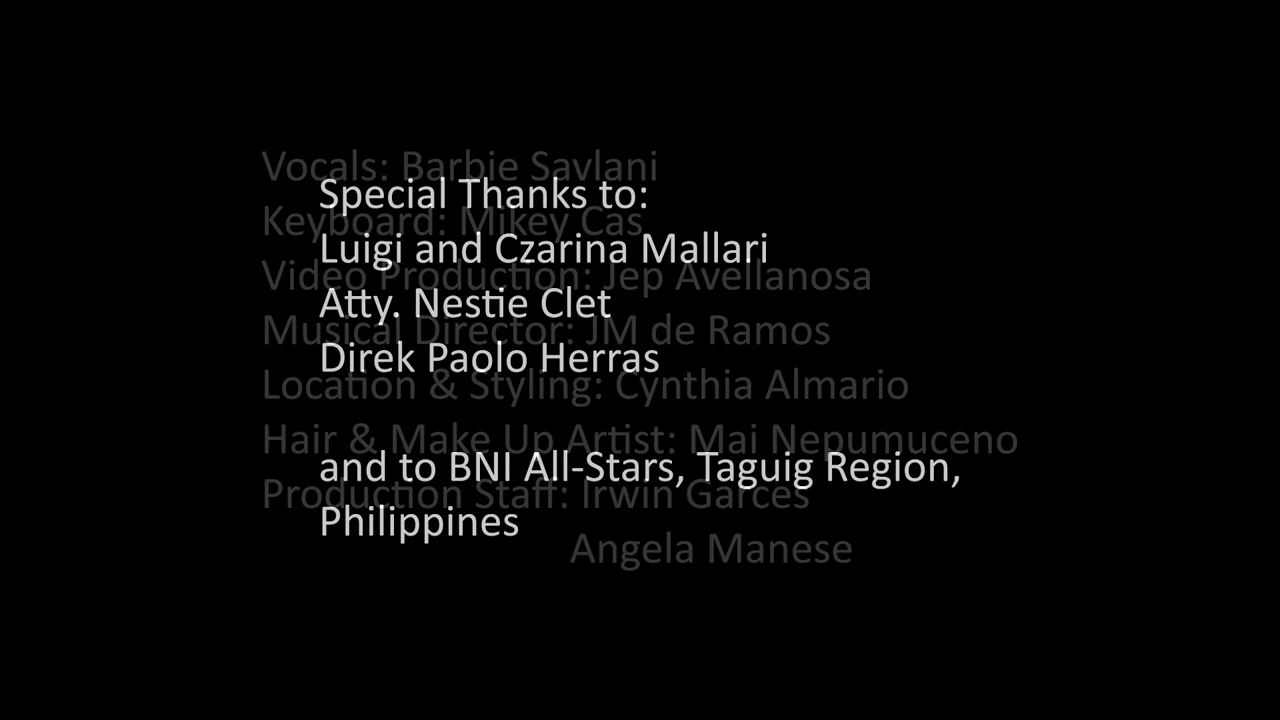 Vocals: Barbie Savlani
Keyboard: Mikey Cas
Video Production: Jep Avellanosa
Musical Director: JM de Ramos
Location & Styling: Cynthia Almario
Hair & Make Up Artist: Mai Nepumuceno
Production Staff: Irwin Garces
Angela Manese
Special Thanks to:
Luigi and Czarina Mallari
Atty. Nestie Clet
Direk Paolo Herras
and to BNI All-Stars, Taguig Region,
Philippines